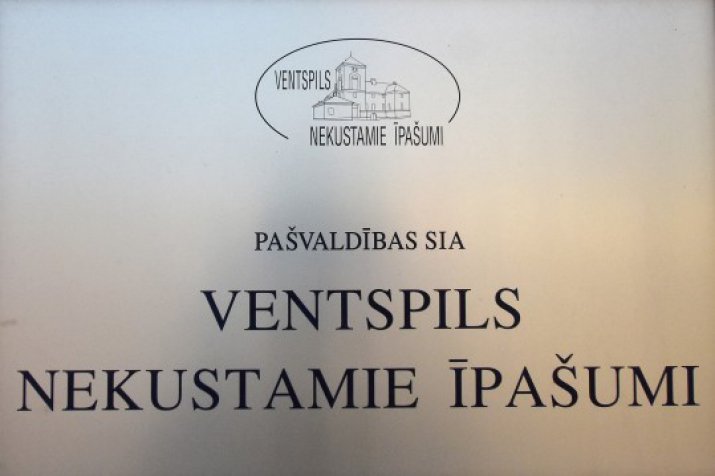 VENTSPILS
NEKUSTAMIE ĪPAŠUMI
PAŠVALDĪBAS SIA
VENTSPILS
NEKUSTAMIE ĪPAŠUMI